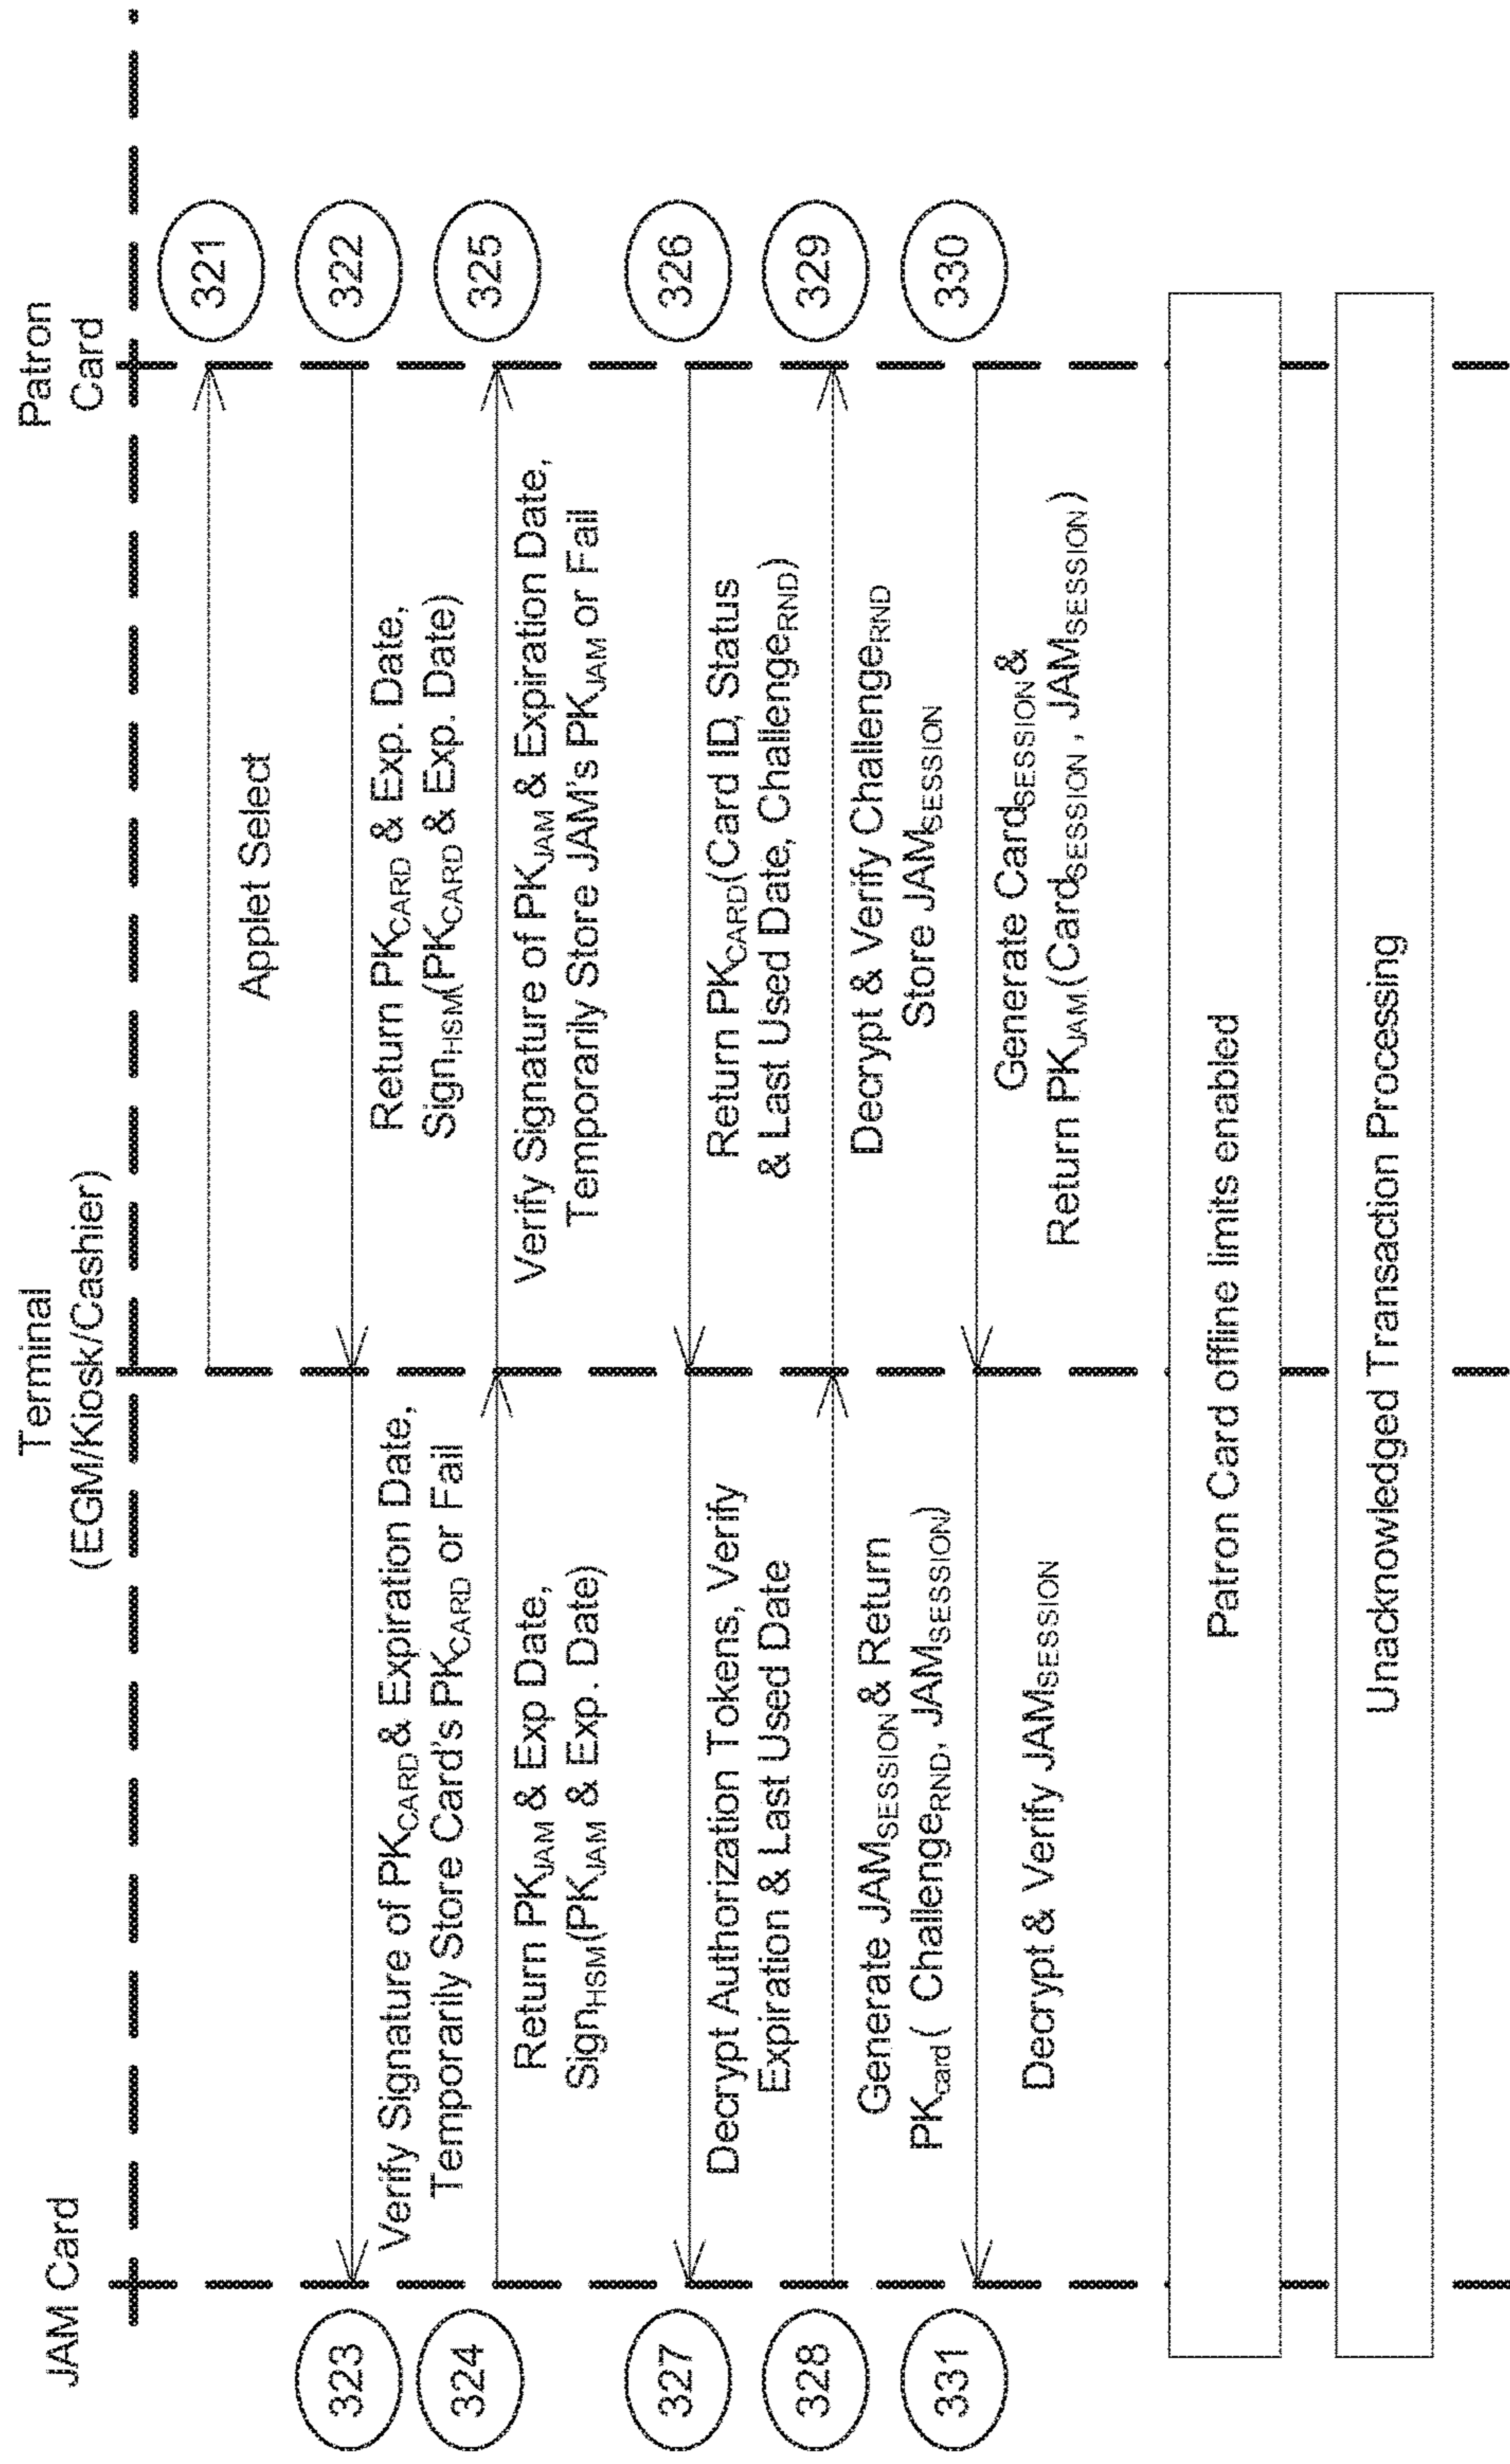 JAM Card
Terminal
(EGM/Kiosk/Cashier)
Patron
Card
321
Applet Select
322
Return PKCARD & Exp. Date,
SignHSM(PKCARD & Exp. Date)
323
Verify Signature of PKCARD & Expiration Date,
Temporarily Store Card's PKCARD or Fail
324
Return PKJAM & Exp Date,
SignHSM(PKJAM & Exp. Date)
325
Verify Signature of PKJAM & Expiration Date,
Temporarily Store JAM's PKJAM or Fail
326
Return PKCARD(Card ID, Status
& Last Used Date, ChallengeRND)
327
Decrypt Authorization Tokens, Verify
Expiration & Last Used Date
328
Generate JAMSESSION & Return
PKcard( ChallengeRND, JAMSESSION)
329
Decrypt & Verify ChallengeRND
Store JAMSESSION
330
Generate CardSESSION &
Return PKJAM(CardSESSION , JAMSESSION)
331
Decrypt & Verify JAMSESSION
Patron Card offline limits enabled
Unacknowledged Transaction Processing